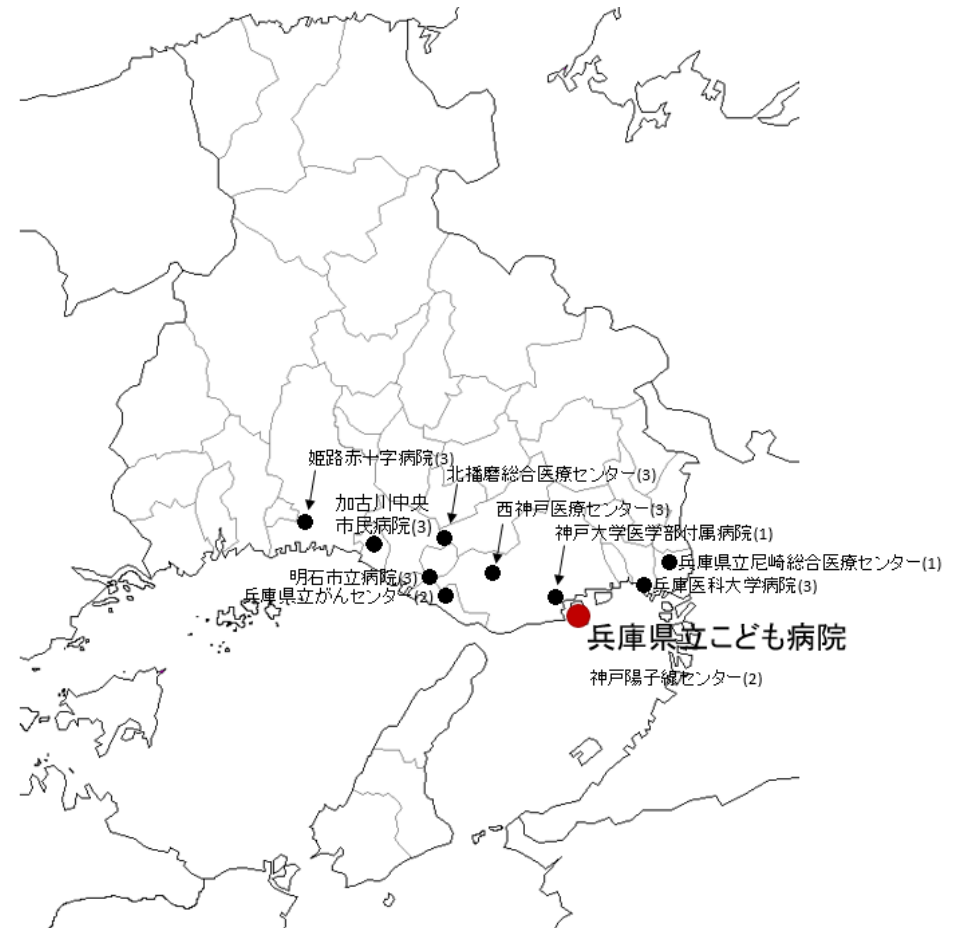 姫路赤十字病院(3)
北播磨総合医療センター(3)
加古川中央
市民病院(3)
西神戸医療センター(3)
神戸大学医学部付属病院(1)
兵庫県立尼崎総合医療センター(1)
明石市立病院(3)
兵庫医科大学病院(3)
兵庫県立がんセンター(2)
兵庫県立こども病院
神戸陽子線センター(2)